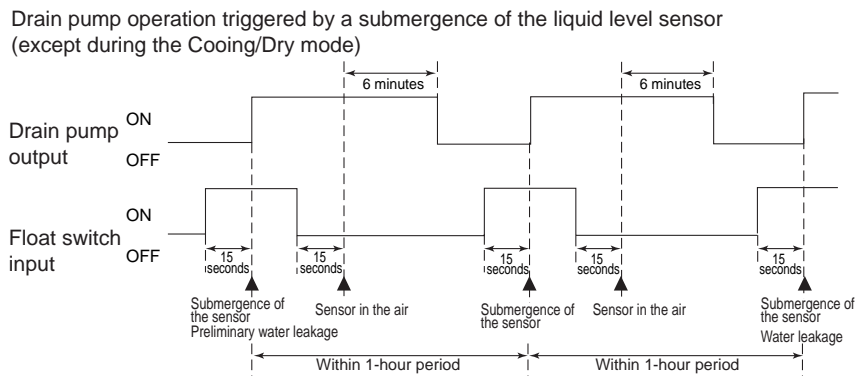 Drain pump operation triggered by a submergence of the liquid level sensor
(except during the Cooing/Dry mode)
6 minutes
6 minutes
Drain pump
output
ON
OFF
Float switch
input
ON
OFF
15
seconds
15
seconds
15
seconds
15
seconds
15
seconds
Submergence of
the sensor
Preliminary water leakage
Sensor in the air
Submergence of
the sensor
Sensor in the air
Submergence of
the sensor
Water leakage
Within 1-hour period
Within 1-hour period